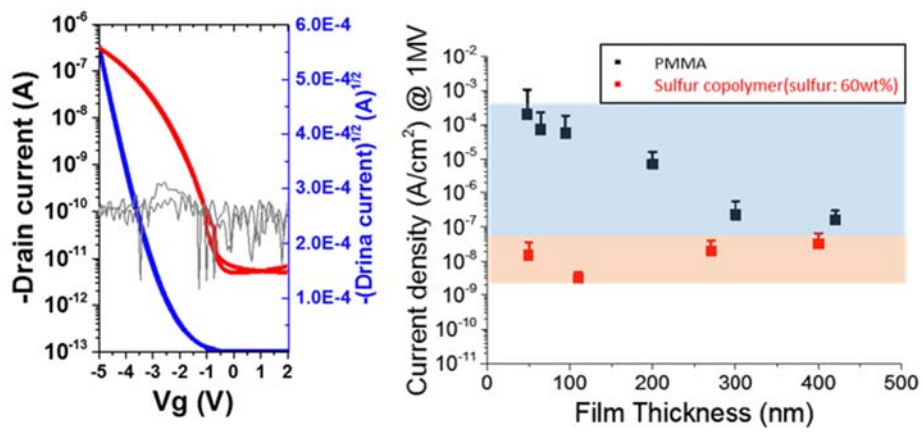 -Drain current (A)
10-6
10-7
10-8
10-9
10-10
10-11
10-12
10-13
-5 -4 -3 -2 -1 0 1 2
Vg (V)
6.0E-4
5.0E-4
4.0E-4
3.0E-4
2.0E-4
1.0E-4
-(Drina current)1/2 (A)1/2
Current density (A/cm2) @ 1MV
10-2
10-3
10-4
10-5
10-6
10-7
10-8
10-9
10-10
10-11
PMMA
Sulfur copolymer(sulfur: 60wt%)
0 100 200 300 400 500
Film Thickness (nm)